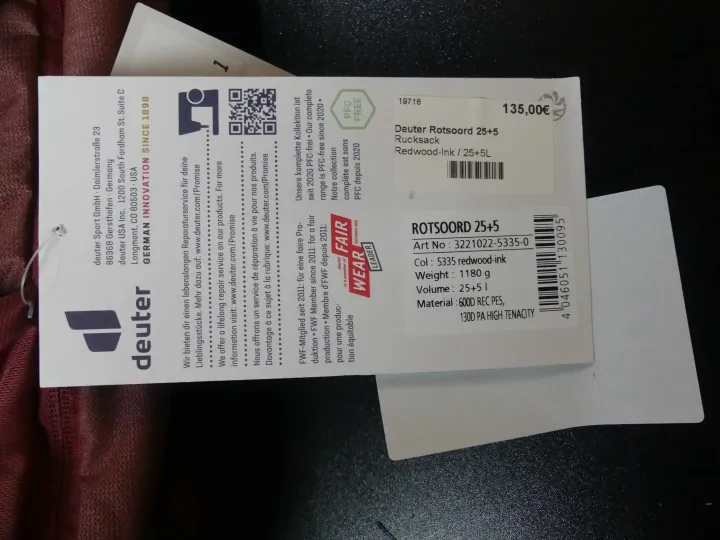 1
deuter
deuter Sport GmbH · Daimlerstraße 23
86368 Gersthofen · Germany
deuter USA Inc. · 1200 South Fordham St. Suite C
Longmont, CO 80503 · USA
GERMAN INNOVATION SINCE 1898
Wir bieten dir einen lebenslangen Reparaturservice für deine
Lieblingsstücke. Mehr dazu auf: www.deuter.com/Promise
We offer a lifelong repair service on our products. For more
information visit: www.deuter.com/Promise
Nous offrons un service de réparation à vie pour nos produits.
Davantage à ce sujet à la rubrique: www.deuter.com/Promise
FWF-Mitglied seit 2011: für eine faire Pro-
duktion • FWF Member since 2011: for a fair
production • Membre d'FWF depuis 2011:
pour une produc-
tion équitable
FAIR
WEAR
LEADER
Unsere komplette Kollektion ist
seit 2020 PFC-frei • Our complete
range is PFC-free since 2020 •
Notre collection
complète est sans
PFC depuis 2020
PFC
FREE
19716
135,00€
Deuter Rotsoord 25+5
Rucksack
Redwood-Ink / 25+5L
ROTSOORD 25+5
Art No : 3221022-5335-0
Col : 5335 redwood-ink
Weight : 1180 g
Volume : 25+5 l
Material : 600D REC PES,
130D PA HIGH TENACITY
4 046051 130095